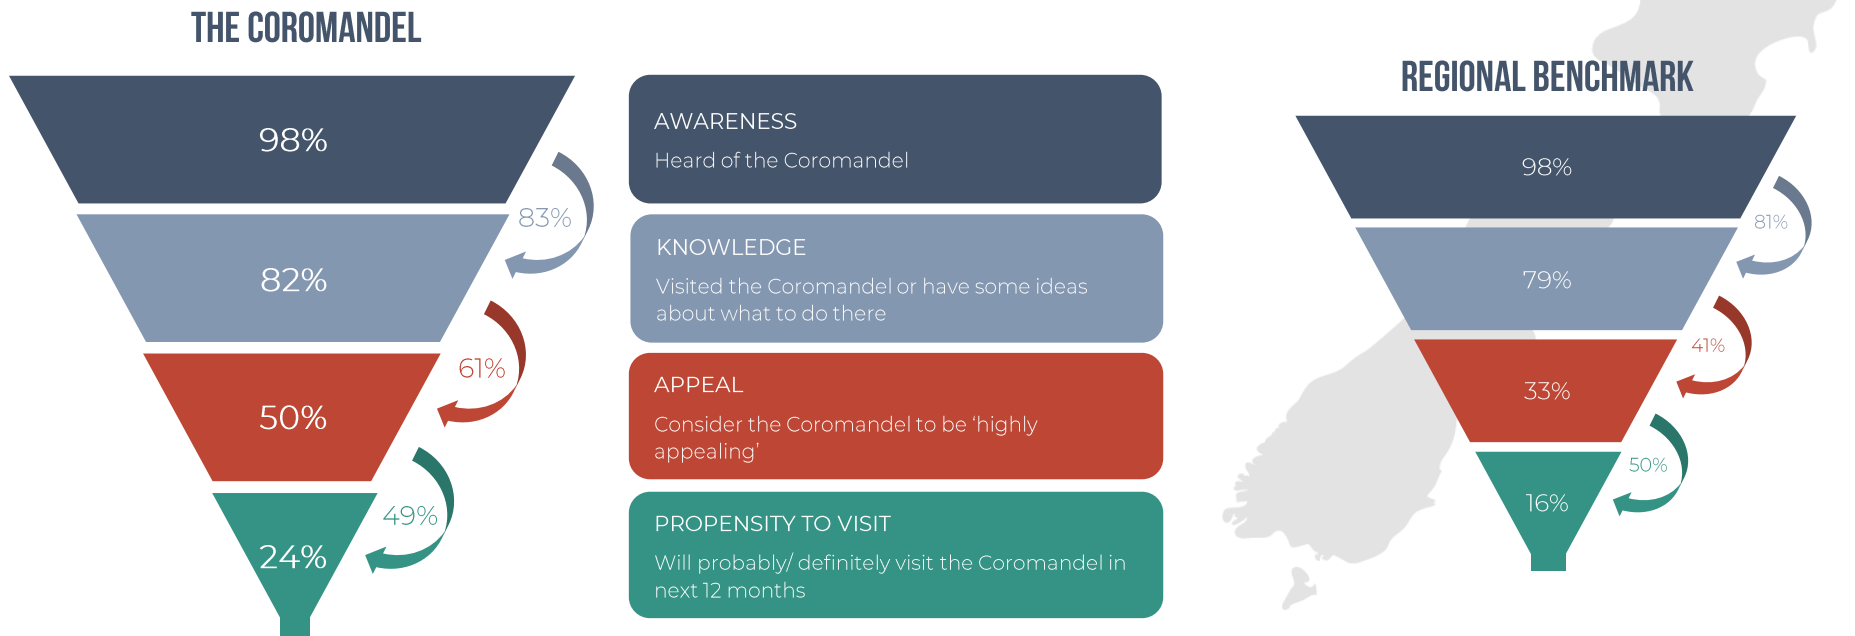 THE COROMANDEL
98%
83%
82%
61%
50%
49%
24%
AWARENESS
Heard of the Coromandel
KNOWLEDGE
Visited the Coromandel or have some ideas
about what to do there
APPEAL
Consider the Coromandel to be ‘highly
appealing’
PROPENSITY TO VISIT
Will probably/ definitely visit the Coromandel in
next 12 months
REGIONAL BENCHMARK
98%
81%
79%
41%
33%
50%
16%